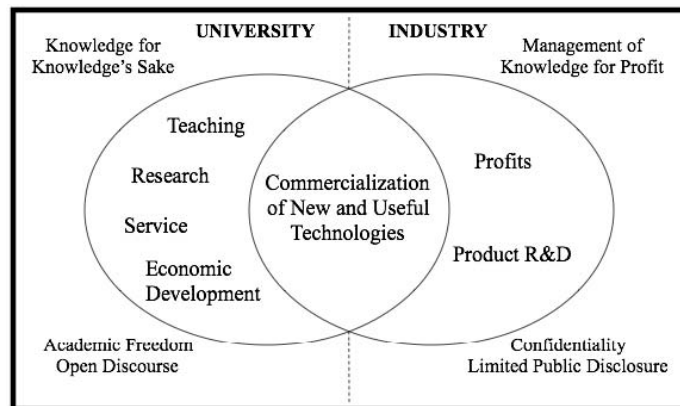 UNIVERSITY
INDUSTRY
Knowledge for
Knowledge's Sake
Management of
Knowledge for Profit
Teaching
Research
Service
Economic
Development
Commercialization
of New and Useful
Technologies
Profits
Product R&D
Academic Freedom
Open Discourse
Confidentiality
Limited Public Disclosure